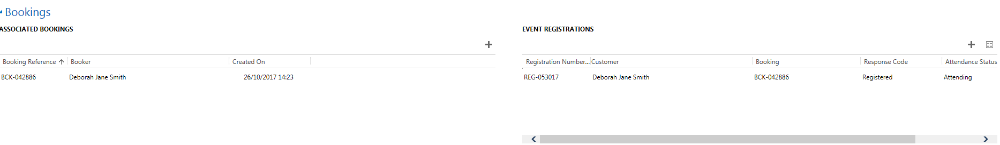 Bookings
ASSOCIATED BOOKINGS
Booking Reference Booker Created On
BCK-042886 Deborah Jane Smith 26/10/2017 14:23
EVENT REGISTRATIONS
Registration Number... Customer Booking Response Code Attendance Status
REG-053017 Deborah Jane Smith BCK-042886 Registered Attending